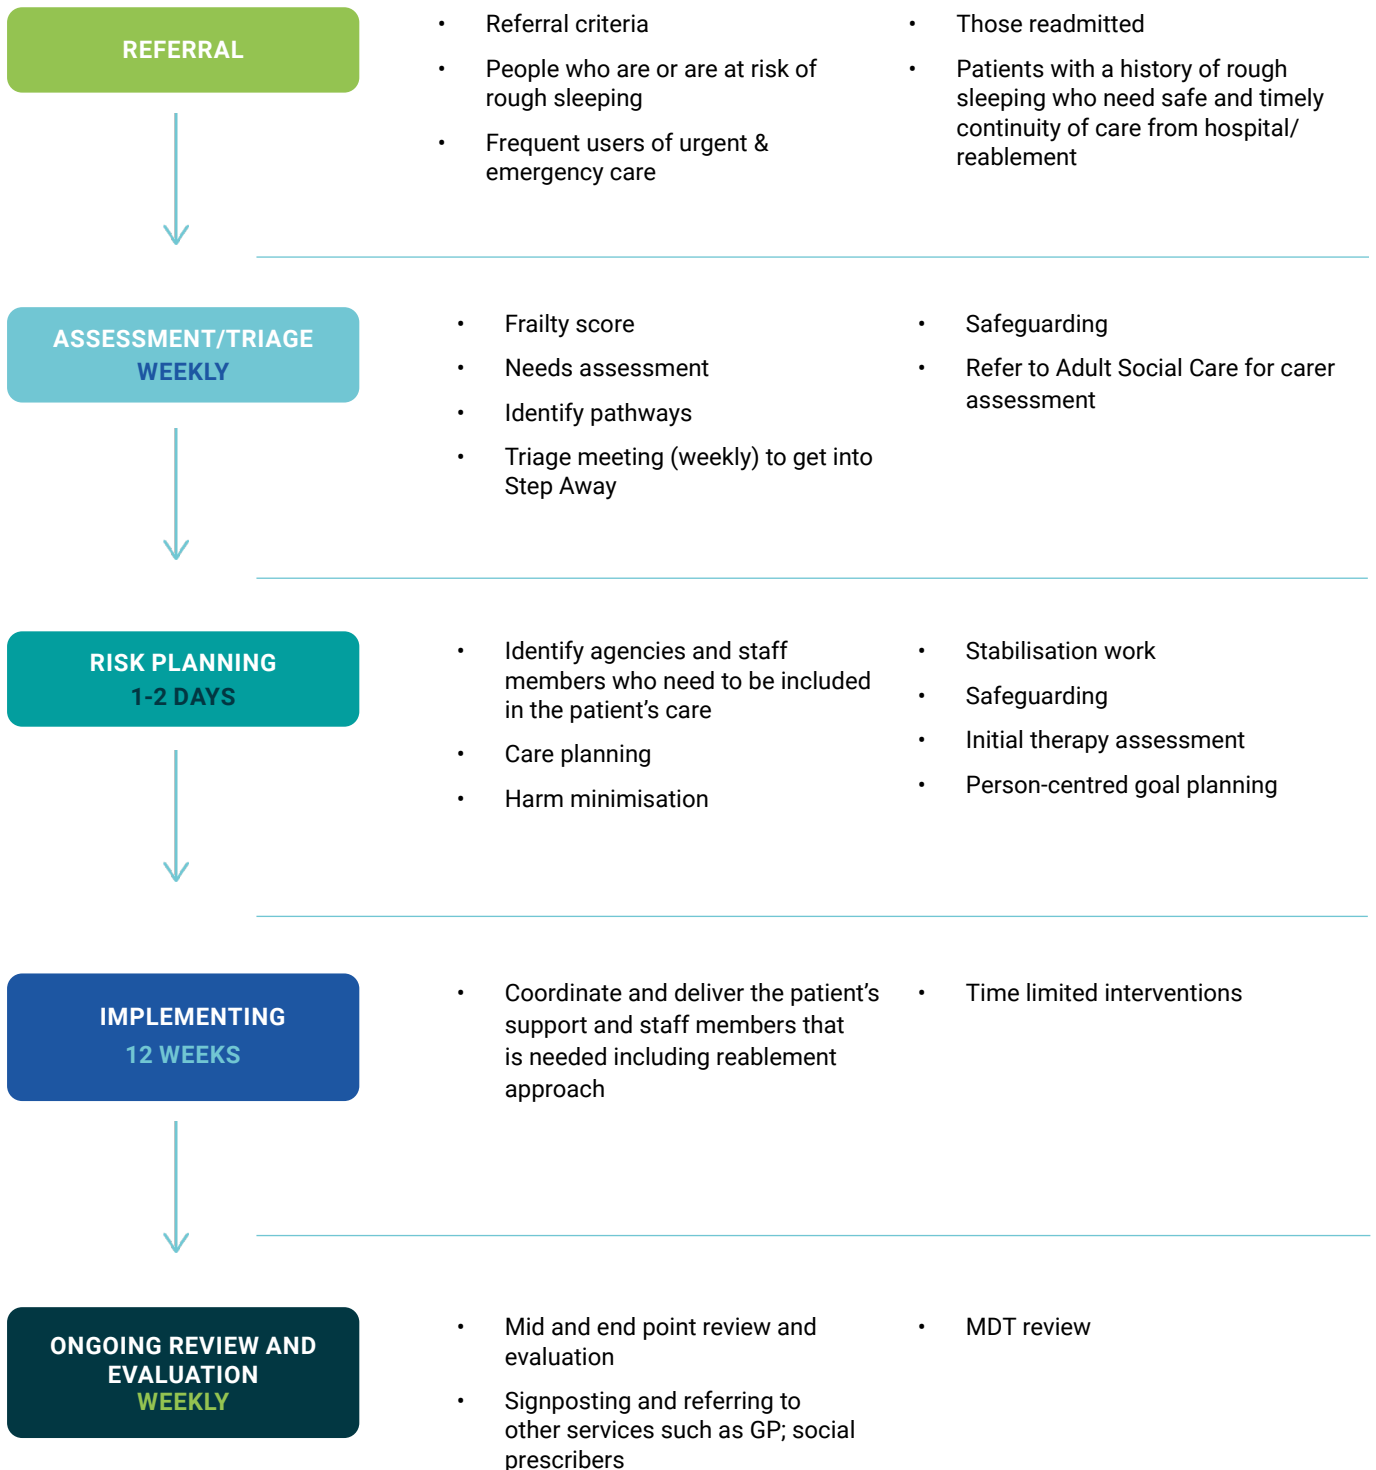 REFERRAL
• Referral criteria
• People who are or are at risk of
rough sleeping
• Frequent users of urgent &
emergency care
• Those readmitted
• Patients with a history of rough
sleeping who need safe and timely
continuity of care from hospital/
reablement
ASSESSMENT/TRIAGE
WEEKLY
• Frailty score
• Needs assessment
• Identify pathways
• Triage meeting (weekly) to get into
Step Away
• Safeguarding
• Refer to Adult Social Care for carer
assessment
RISK PLANNING
1-2 DAYS
• Identify agencies and staff
members who need to be included
in the patient’s care
• Care planning
• Harm minimisation
• Stabilisation work
• Safeguarding
• Initial therapy assessment
• Person-centred goal planning
IMPLEMENTING
12 WEEKS
• Coordinate and deliver the patient’s
support and staff members that
is needed including reablement
approach
• Time limited interventions
ONGOING REVIEW AND
EVALUATION
WEEKLY
• Mid and end point review and
evaluation
• Signposting and referring to
other services such as GP; social
prescribers
• MDT review